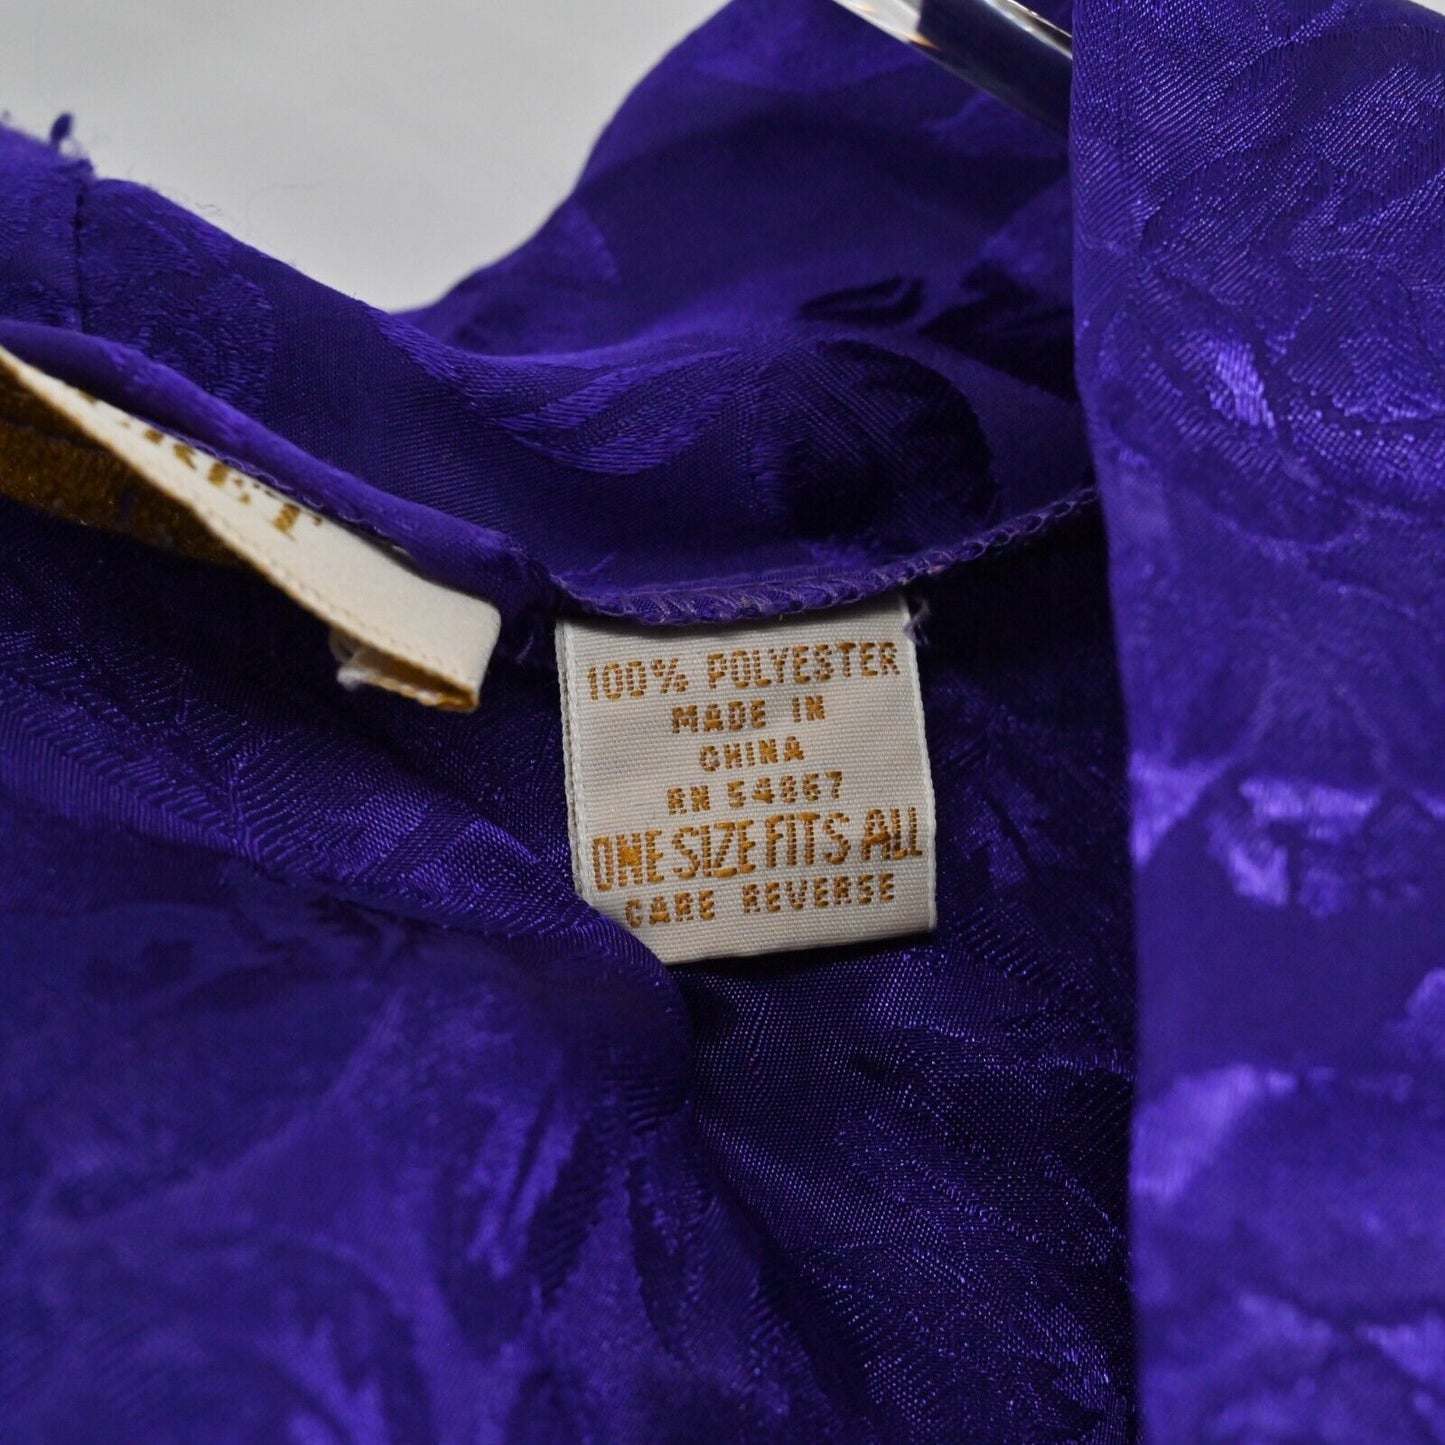 100% POLYESTER
MADE IN
CHINA
RN 54867
ONE SIZE FITS ALL
CARE REVERSE